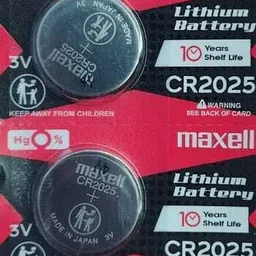 Lithium
Battery
10 Years
Shelf Life
3V
CR2025
MADE IN JAPAN 3V
CR2025
+
maxell
KEEP AWAY FROM CHILDREN
WARNING
SEE BACK OF CARD
Hg 0 %
maxell
maxell
CR2025
+
MADE IN JAPAN 3V
Lithium
Battery
10 Years
Shelf Life
3V
CR2025